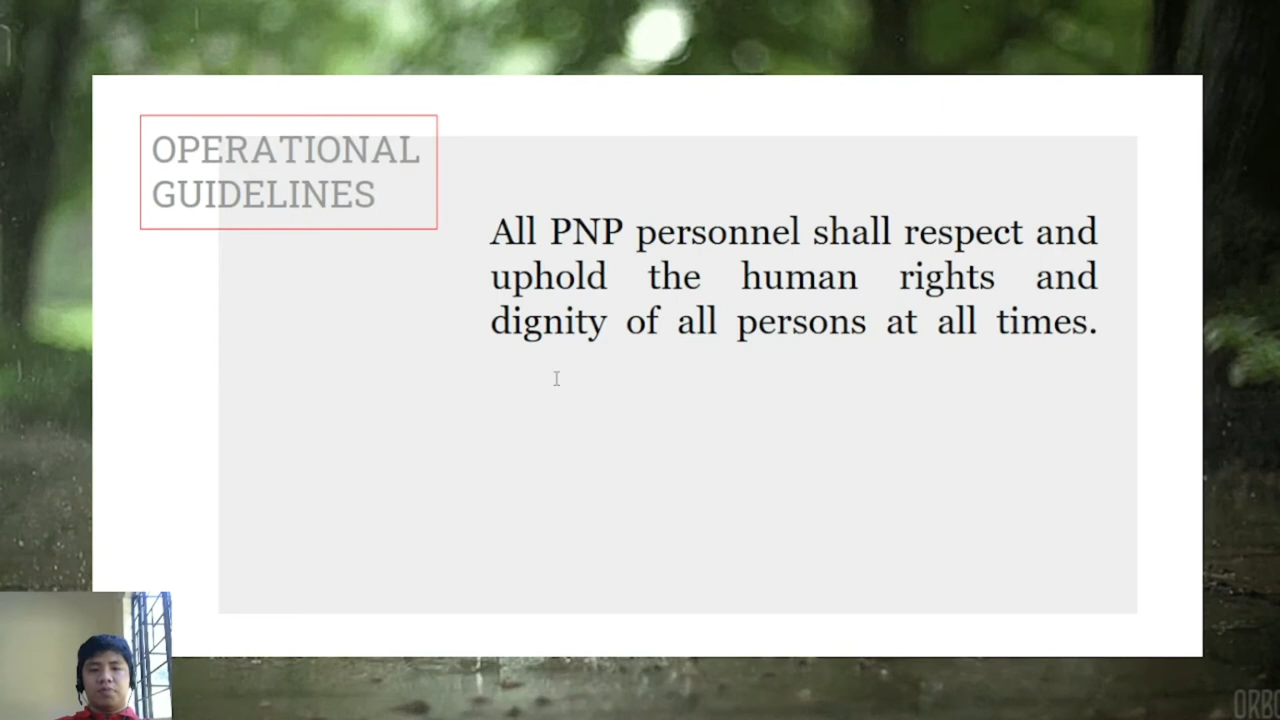 OPERATIONAL
GUIDELINES
All PNP personnel shall respect and
uphold the human rights and
dignity of all persons at all times.